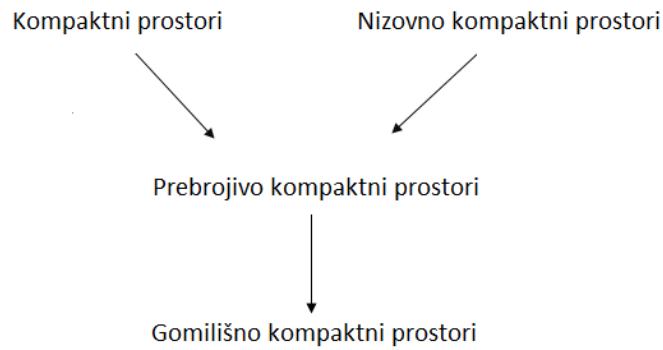 Kompaktni prostori
Nizovno kompaktni prostori
Prebrojivo kompaktni prostori
Gomilišno kompaktni prostori